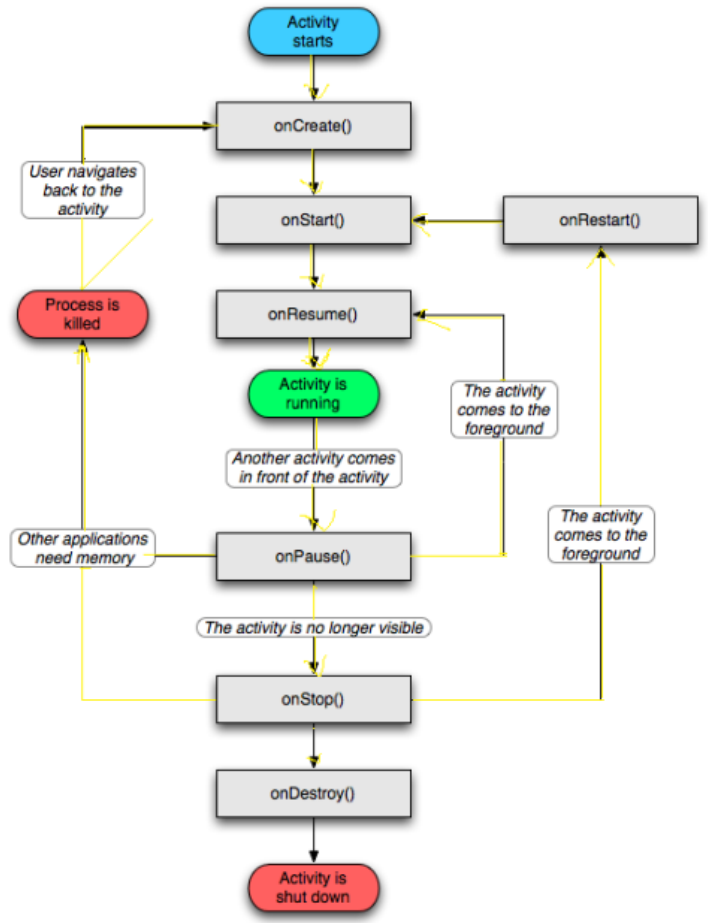 Activity
starts
onCreate()
User navigates
back to the
activity
onStart()
onRestart()
Process is
killed
onResume()
Activity is
running
The activity
comes to the
foreground
Another activity comes
in front of the activity
Other applications
need memory
onPause()
The activity
comes to the
foreground
The activity is no longer visible
onStop()
onDestroy()
Activity is
shut down